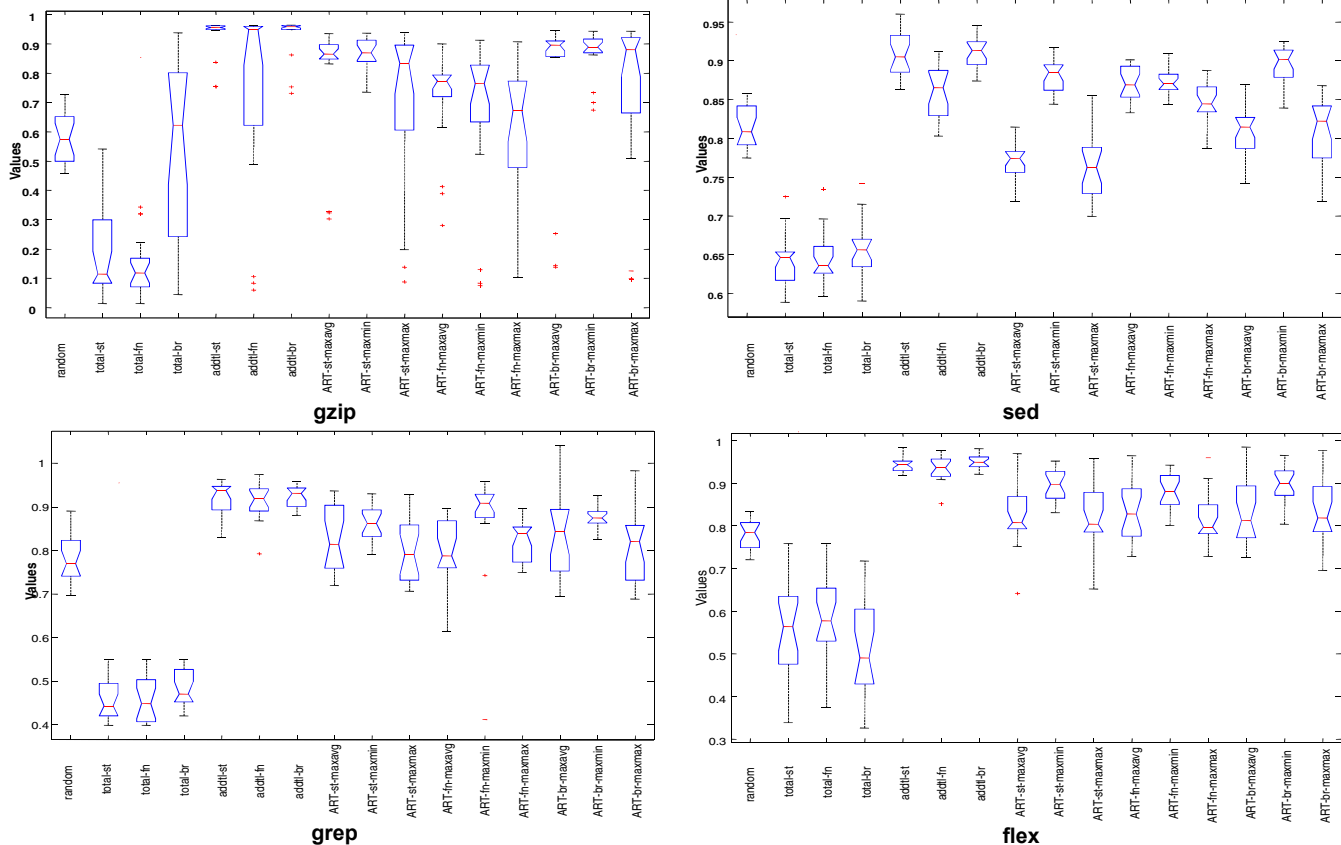 1
0.9
0.8
0.7
0.6
0.5
0.4
0.3
0.2
0.1
0
Values
random
total-st
total-fn
total-br
addtl-st
addtl-fn
addtl-br
ART-st-maxavg
ART-st-maxmin
ART-st-maxmax
ART-fn-maxavg
ART-fn-maxmin
ART-fn-maxmax
ART-br-maxavg
ART-br-maxmin
ART-br-maxmax
gzip
0.95
0.9
0.85
0.8
0.75
0.7
0.65
0.6
Values
random
total-st
total-fn
total-br
addtl-st
addtl-fn
addtl-br
ART-st-maxavg
ART-st-maxmin
ART-st-maxmax
ART-fn-maxavg
ART-fn-maxmin
ART-fn-maxmax
ART-br-maxavg
ART-br-maxmin
ART-br-maxmax
sed
1
0.9
0.8
0.7
0.6
0.5
0.4
Values
random
total-st
total-fn
total-br
addtl-st
addtl-fn
addtl-br
ART-st-maxavg
ART-st-maxmin
ART-st-maxmax
ART-fn-maxavg
ART-fn-maxmin
ART-fn-maxmax
ART-br-maxavg
ART-br-maxmin
ART-br-maxmax
grep
1
0.9
0.8
0.7
0.6
0.5
0.4
0.3
Values
random
total-st
total-fn
total-br
addtl-st
addtl-fn
addtl-br
ART-st-maxavg
ART-st-maxmin
ART-st-maxmax
ART-fn-maxavg
ART-fn-maxmin
ART-fn-maxmax
ART-br-maxavg
ART-br-maxmin
ART-br-maxmax
flex